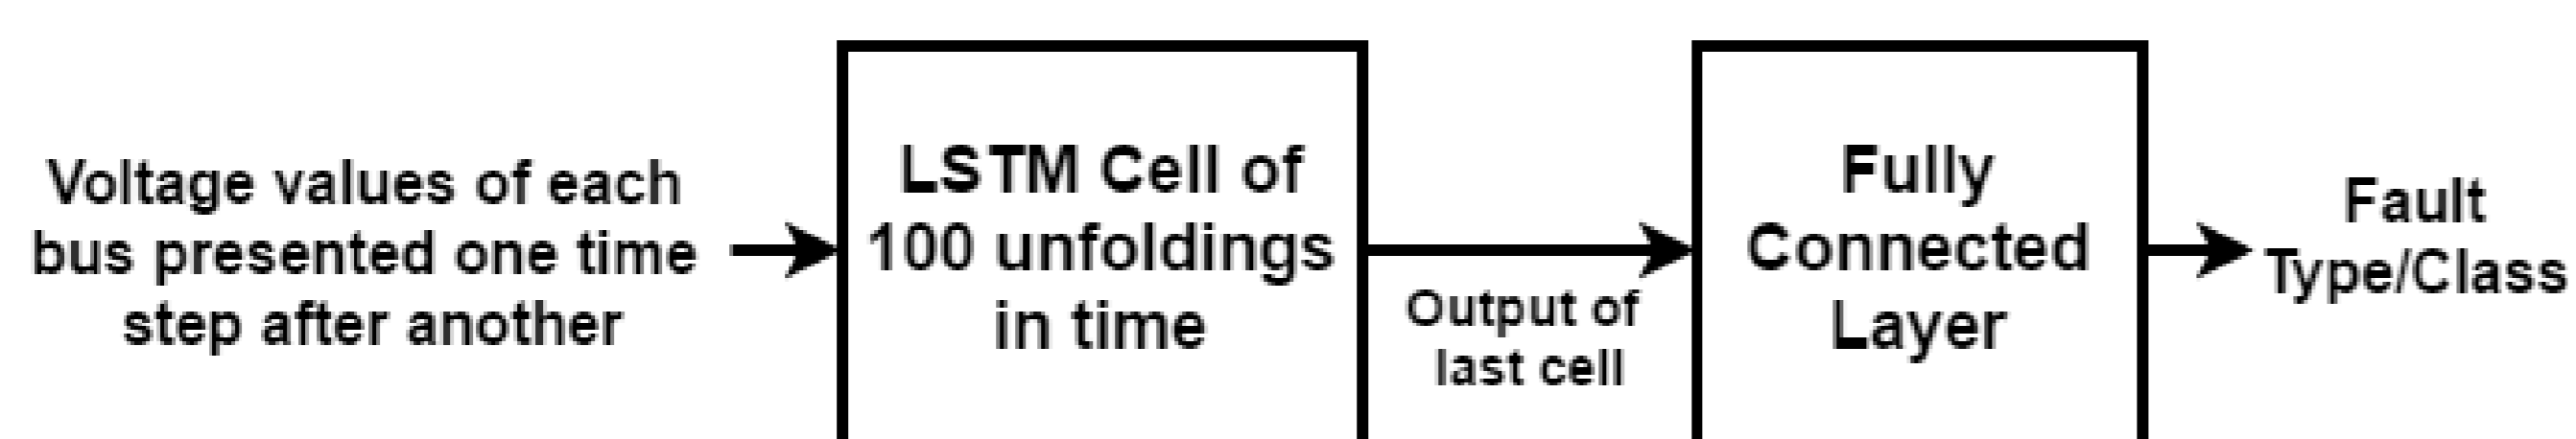 Voltage values of each
bus presented one time
step after another
LSTM Cell of
100 unfoldings
in time
Output of
last cell
Fully
Connected
Layer
Fault
Type/Class